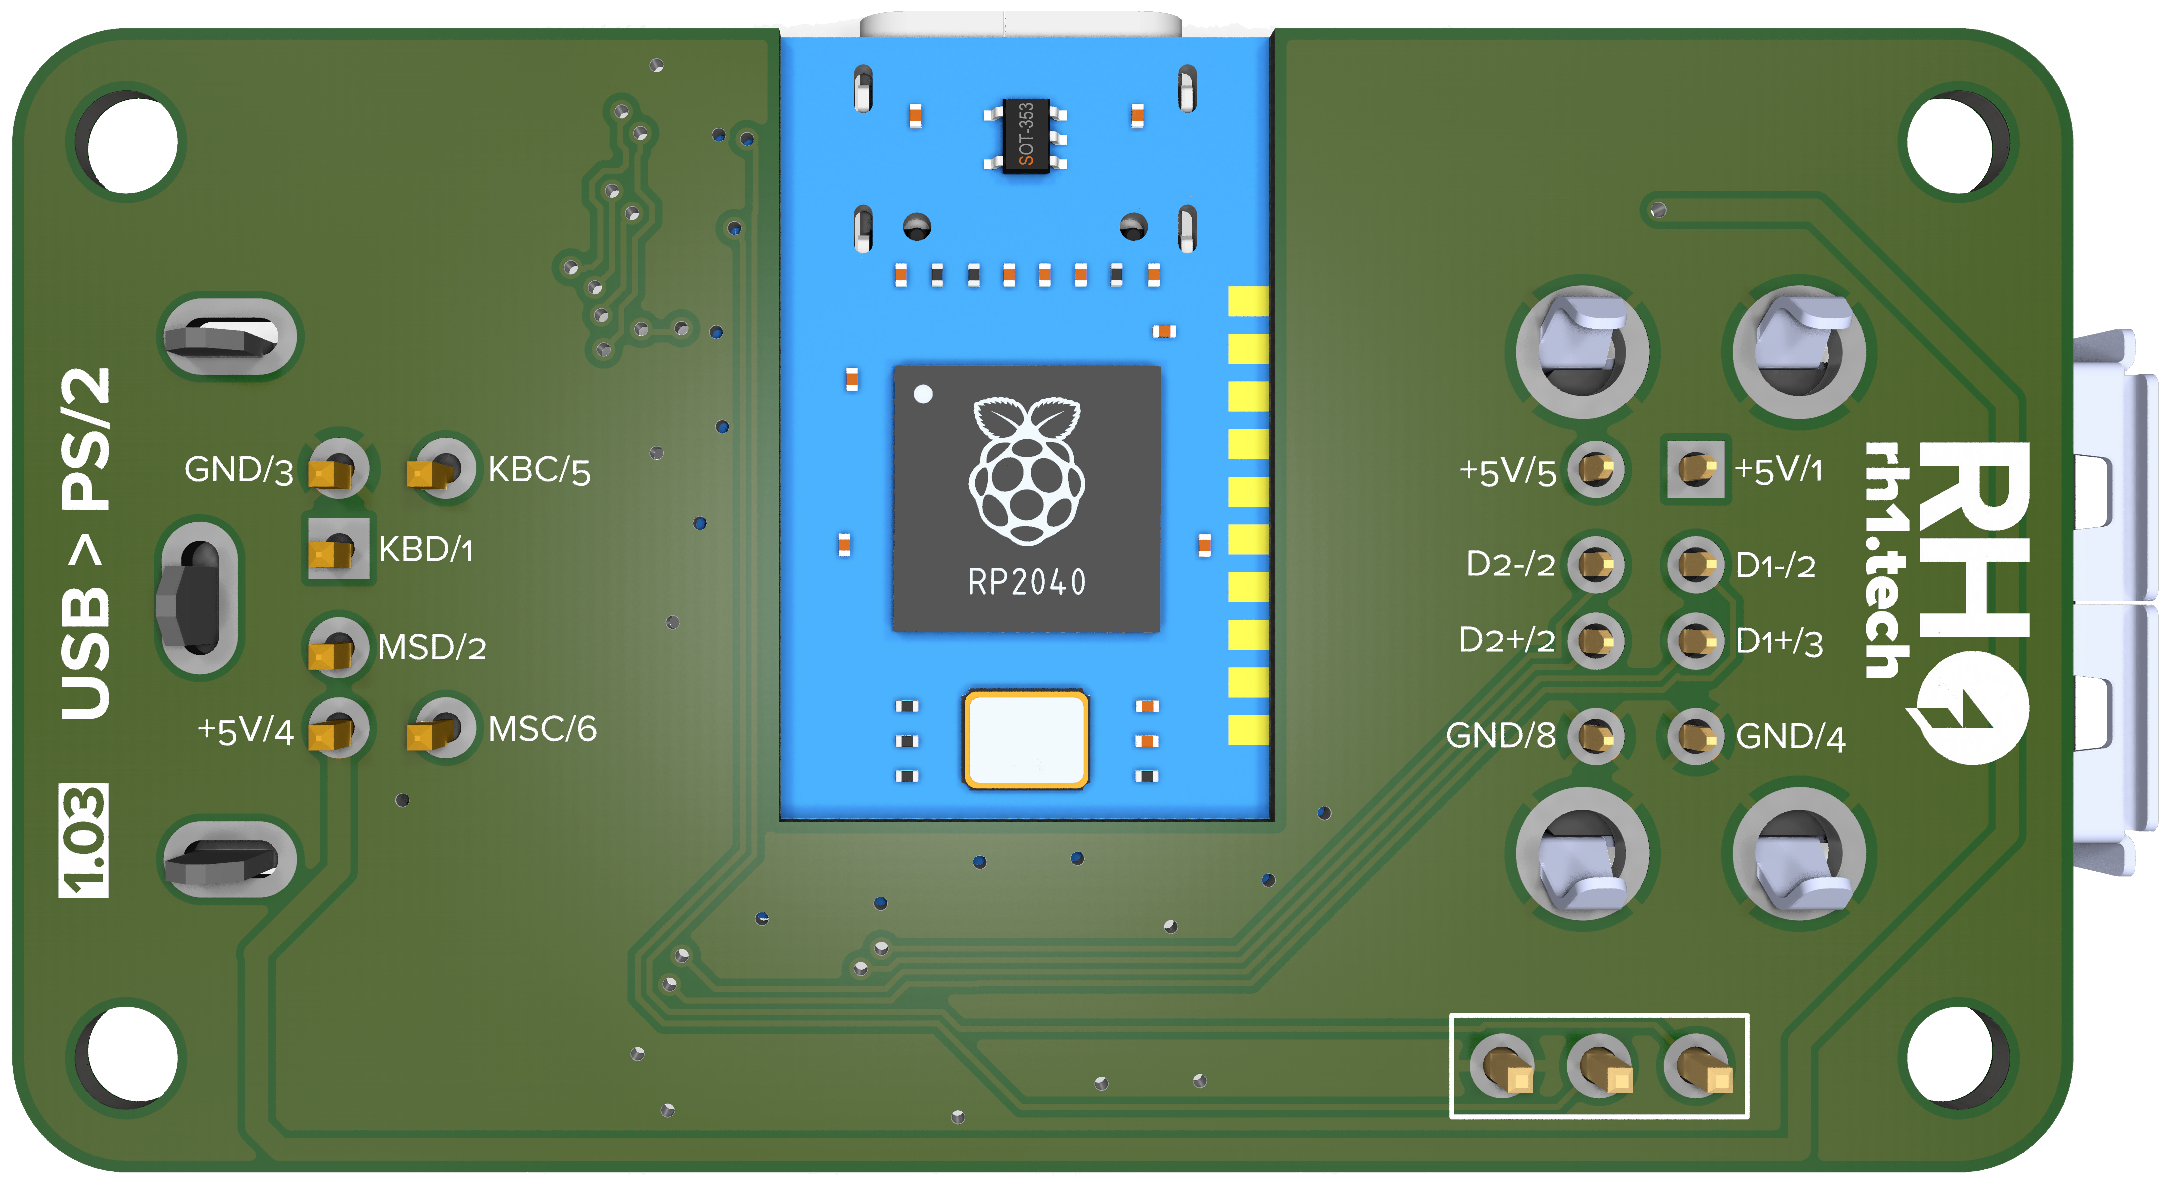 SOT-353
RP2040
USB > PS/2
1.03
GND/3
KBC/5
KBD/1
MSD/2
+5V/4
MSC/6
+5V/5
+5V/1
D2-/2
D1-/2
D2+/2
D1+/3
GND/8
GND/4
RH
rh1.tech